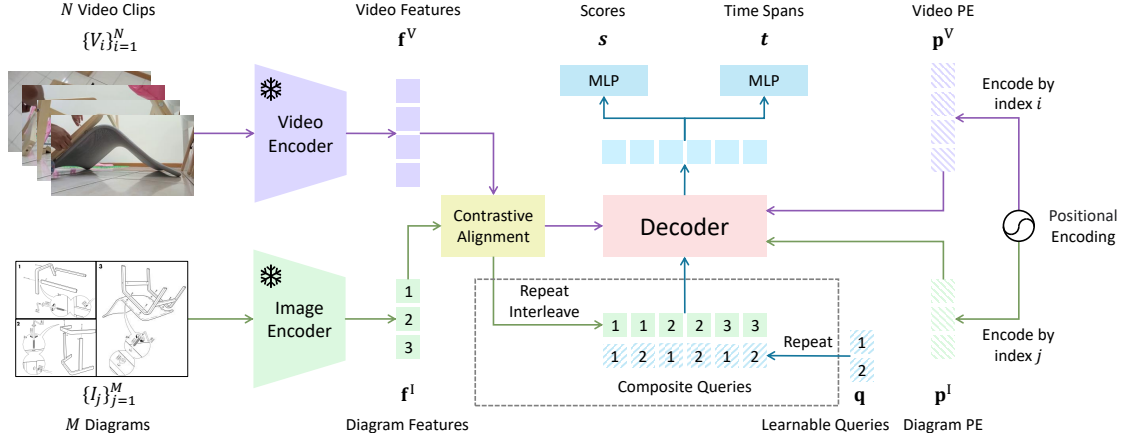 N Video Clips
Video Features
Scores
Time Spans
Video PE
{V_i}_{i=1}^N
f^V
s
t
p^V
MLP
MLP
Encode by
index i
Video
Encoder
Contrastive
Alignment
Decoder
Positional
Encoding
1
3
2
Image
Encoder
1
2
3
Repeat
Interleave
1 1 2 2 3 3
1 2 1 2 1 2
Repeat
1
2
Composite Queries
Encode by
index j
{I_j}_{j=1}^M
f^I
q
p^I
M Diagrams
Diagram Features
Learnable Queries
Diagram PE